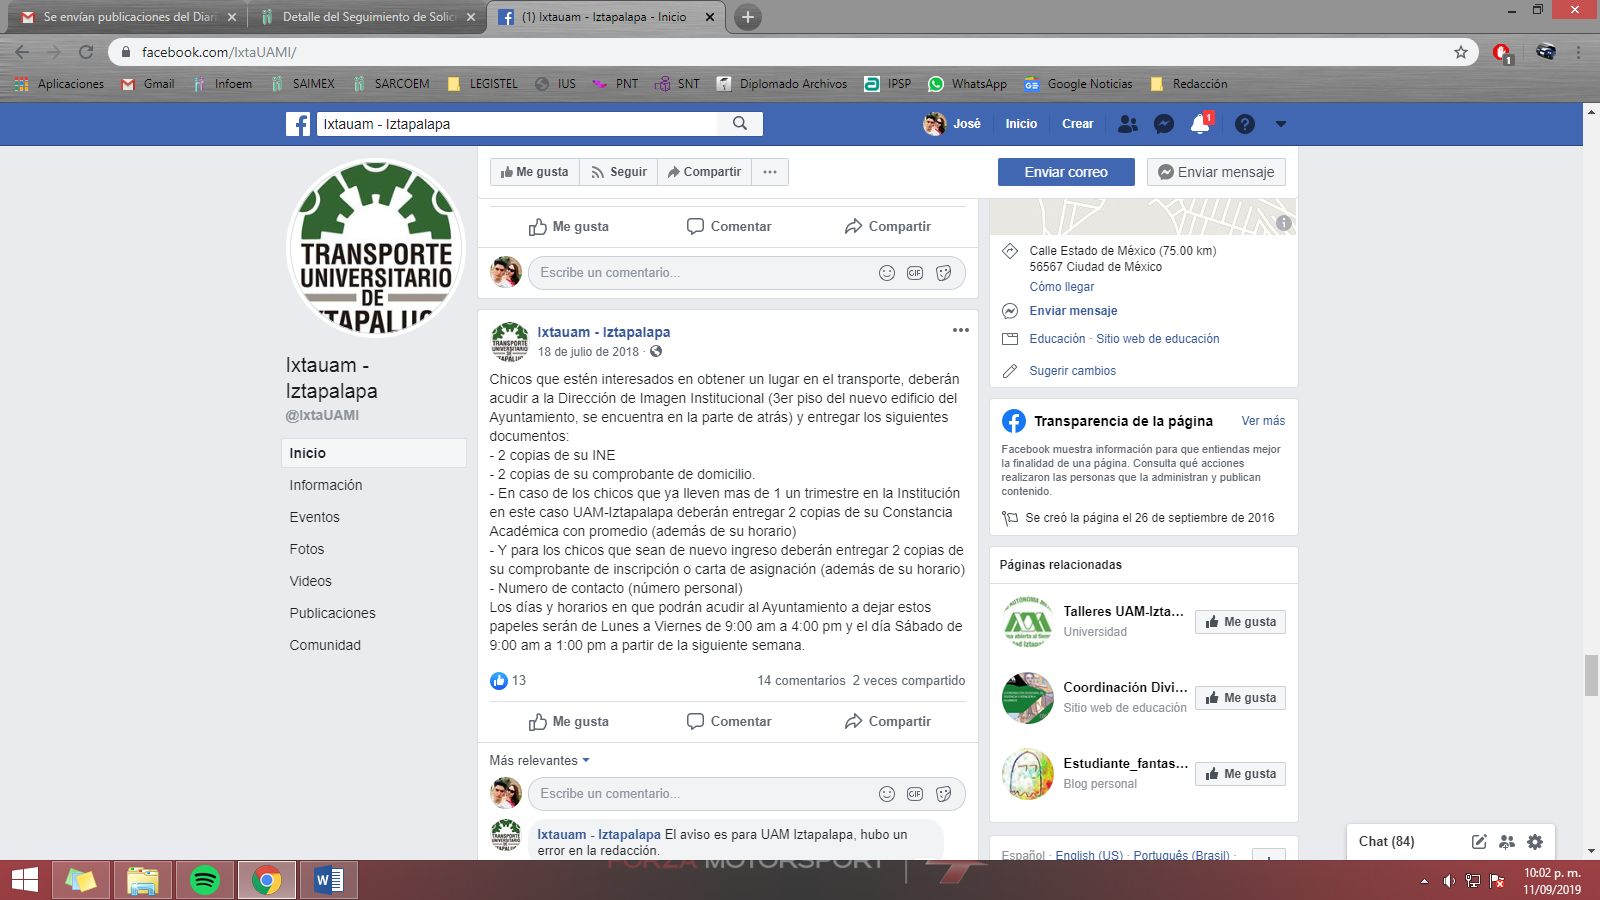 Se envían publicaciones del Diari
Detalle del Seguimiento de Solici
(1) Ixtauam - Iztapalapa - Inicio
facebook.com/IxtaUAMI/
1
Aplicaciones
Gmail
Infoem
SAIMEX
SARCOEM
LEGISTEL
IUS
PNT
SNT
Diplomado Archivos
IPSP
WhatsApp
Google Noticias
Redacción
Ixtauam - Iztapalapa
José
Inicio
Crear
1
TRANSPORTE
UNIVERSITARIO
DE
IXTAPALUCA
Ixtauam -
Iztapalapa
@IxtaUAMI
Inicio
Información
Eventos
Fotos
Videos
Publicaciones
Comunidad
Me gusta
Seguir
Compartir
Enviar correo
Enviar mensaje
Me gusta
Comentar
Compartir
Escribe un comentario...
GIF
Ixtauam - Iztapalapa
18 de julio de 2018 ·
Chicos que estén interesados en obtener un lugar en el transporte, deberán
acudir a la Dirección de Imagen Institucional (3er piso del nuevo edificio del
Ayuntamiento, se encuentra en la parte de atrás) y entregar los siguientes
documentos:
- 2 copias de su INE
- 2 copias de su comprobante de domicilio.
- En caso de los chicos que ya lleven mas de 1 un trimestre en la Institución
en este caso UAM-Iztapalapa deberán entregar 2 copias de su Constancia
Académica con promedio (además de su horario)
- Y para los chicos que sean de nuevo ingreso deberán entregar 2 copias de
su comprobante de inscripción o carta de asignación (además de su horario)
- Numero de contacto (número personal)
Los días y horarios en que podrán acudir al Ayuntamiento a dejar estos
papeles serán de Lunes a Viernes de 9:00 am a 4:00 pm y el día Sábado de
9:00 am a 1:00 pm a partir de la siguiente semana.
13
14 comentarios 2 veces compartido
Me gusta
Comentar
Compartir
Más relevantes
Escribe un comentario...
GIF
Ixtauam - Iztapalapa El aviso es para UAM Iztapalapa, hubo un
error en la redacción.
Calle Estado de México (75.00 km)
56567 Ciudad de México
Cómo llegar
Enviar mensaje
Educación · Sitio web de educación
Sugerir cambios
Transparencia de la página
Ver más
Facebook muestra información para que entiendas mejor
la finalidad de una página. Consulta qué acciones
realizaron las personas que la administran y publican
contenido.
Se creó la página el 26 de septiembre de 2016
Páginas relacionadas
Talleres UAM-Izta...
Universidad
Me gusta
Coordinación Divi...
Sitio web de educación
Me gusta
Estudiante_fantas...
Blog personal
Me gusta
Español · English (US) · Português (Brasil) ·
Chat (84)
FORZA MOTORSPORT
10:02 p. m.
11/09/2019